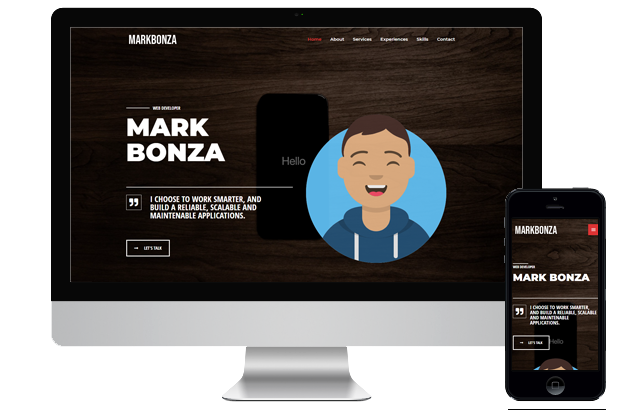 MARKBONZA
Home About Services Experiences Skills Contact
WEB DEVELOPER
MARK
BONZA
Hello
❞ I CHOOSE TO WORK SMARTER, AND
BUILD A RELIABLE, SCALABLE AND
MAINTENABLE APPLICATIONS.
→ LET'S TALK
MARKBONZA
WEB DEVELOPER
MARK BONZA
❞ I CHOOSE TO WORK SMARTER,
AND BUILD A RELIABLE, SCALABLE
AND MAINTENABLE
APPLICATIONS.
→ LET'S TALK
Hello